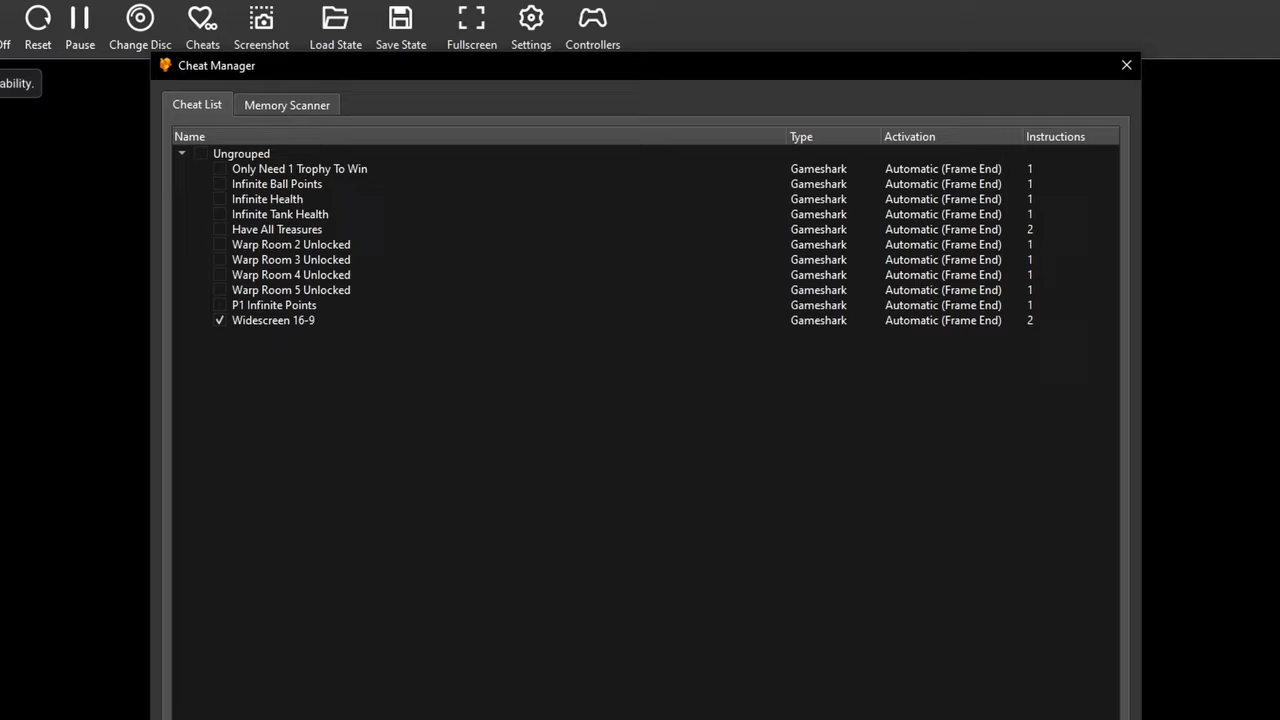 ff Reset Pause Change Disc Cheats Screenshot Load State Save State Fullscreen Settings Controllers
Cheat Manager
ability.
Cheat List Memory Scanner
Name Type Activation Instructions
Ungrouped
Only Need 1 Trophy To Win Gameshark Automatic (Frame End) 1
Infinite Ball Points Gameshark Automatic (Frame End) 1
Infinite Health Gameshark Automatic (Frame End) 1
Infinite Tank Health Gameshark Automatic (Frame End) 1
Have All Treasures Gameshark Automatic (Frame End) 2
Warp Room 2 Unlocked Gameshark Automatic (Frame End) 1
Warp Room 3 Unlocked Gameshark Automatic (Frame End) 1
Warp Room 4 Unlocked Gameshark Automatic (Frame End) 1
Warp Room 5 Unlocked Gameshark Automatic (Frame End) 1
P1 Infinite Points Gameshark Automatic (Frame End) 1
Widescreen 16-9 Gameshark Automatic (Frame End) 2